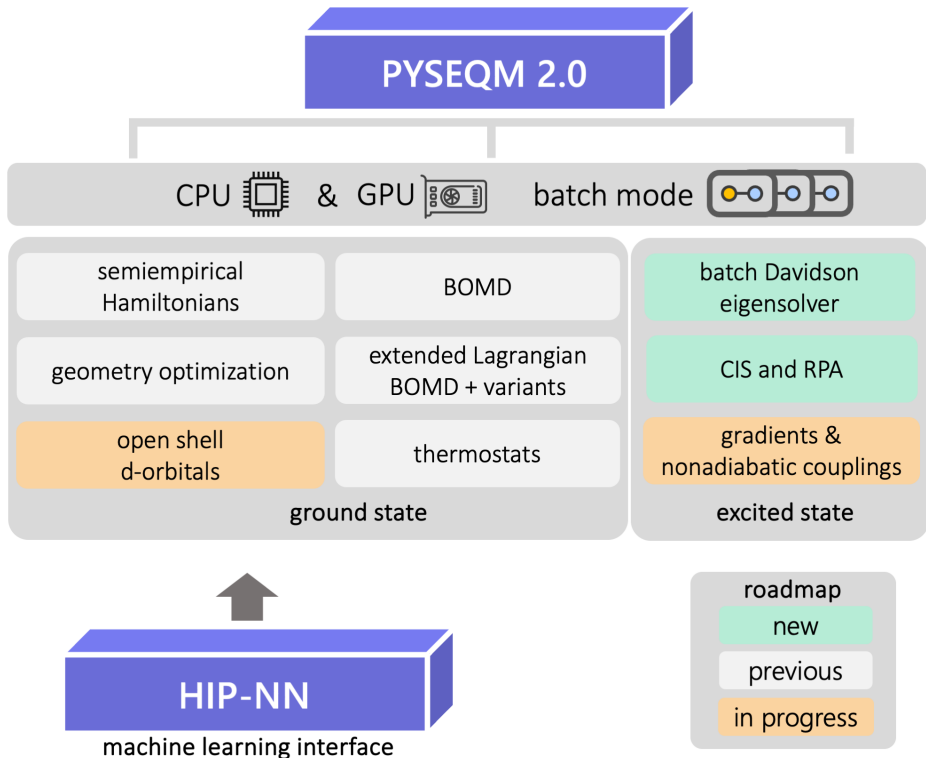 PYSEQM 2.0
CPU & GPU batch mode
semiempirical
Hamiltonians
BOMD
geometry optimization
extended Lagrangian
BOMD + variants
open shell
d-orbitals
thermostats
ground state
batch Davidson
eigensolver
CIS and RPA
gradients &
nonadiabatic couplings
excited state
HIP-NN
machine learning interface
roadmap
new
previous
in progress